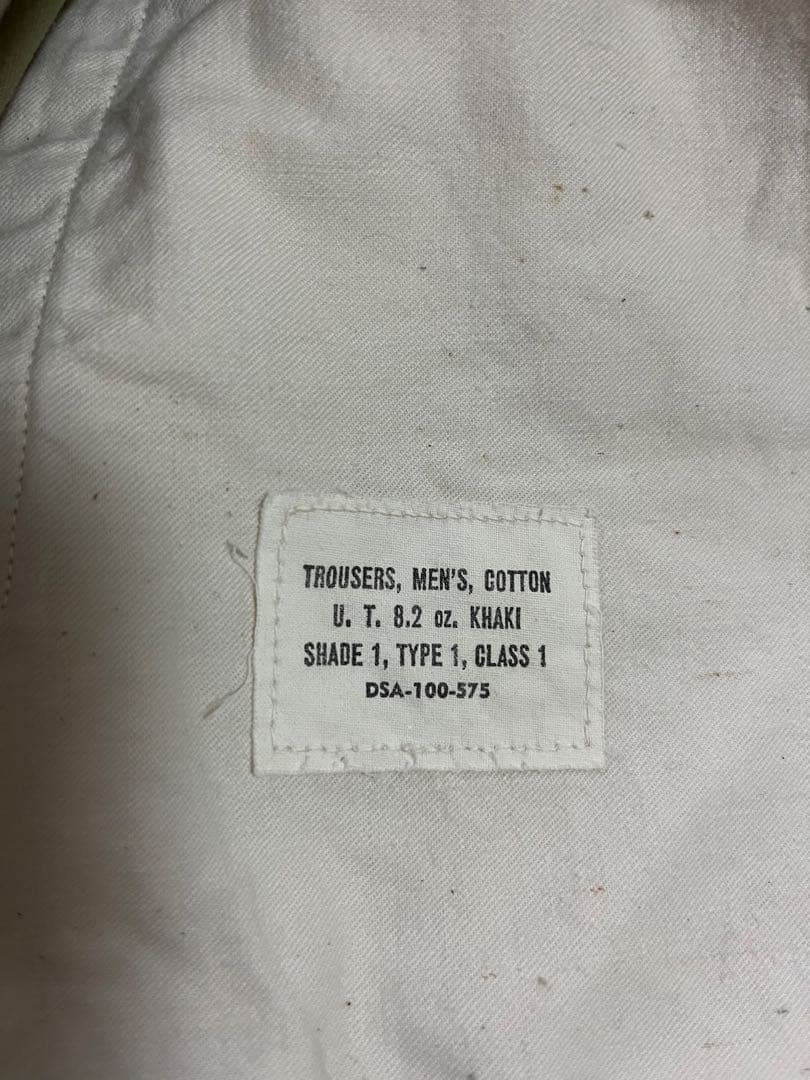 TROUSERS, MEN'S, COTTON
U. T. 8.2 oz. KHAKI
SHADE 1, TYPE 1, CLASS 1
DSA-100-575